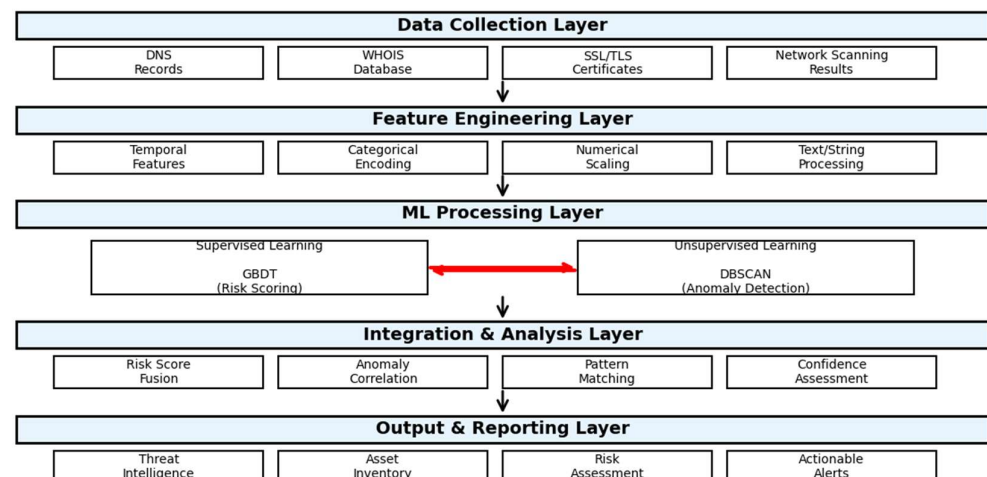 Data Collection Layer
DNS
Records
WHOIS
Database
SSL/TLS
Certificates
Network Scanning
Results
Feature Engineering Layer
Temporal
Features
Categorical
Encoding
Numerical
Scaling
Text/String
Processing
ML Processing Layer
Supervised Learning
GBDT
(Risk Scoring)
Unsupervised Learning
DBSCAN
(Anomaly Detection)
Integration & Analysis Layer
Risk Score
Fusion
Anomaly
Correlation
Pattern
Matching
Confidence
Assessment
Output & Reporting Layer
Threat
Intelligence
Asset
Inventory
Risk
Assessment
Actionable
Alerts